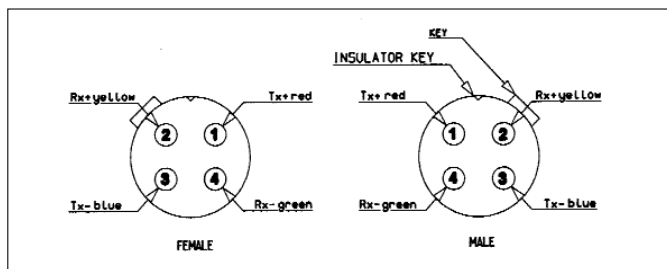 KEY
INSULATOR KEY
Rx+yellow
Tx+red
Tx+red
Rx+yellow
2
1
1
2
3
4
4
3
Tx-blue
Rx-green
Rx-green
Tx-blue
FEMALE
MALE